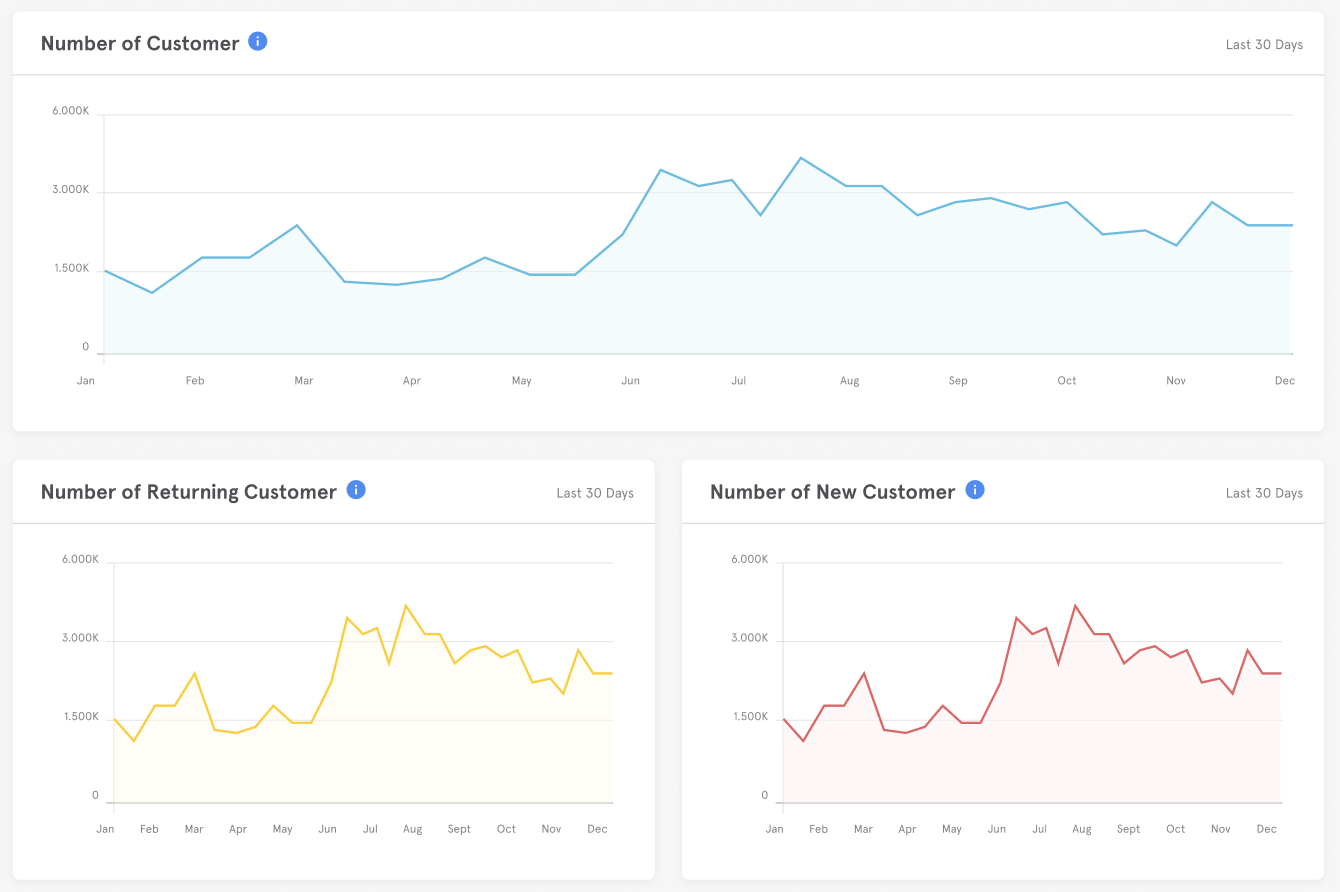 Number of Customer i
Last 30 Days
6.000K
3.000K
1.500K
0
Jan Feb Mar Apr May Jun Jul Aug Sep Oct Nov Dec
Number of Returning Customer i
Last 30 Days
6.000K
3.000K
1.500K
0
Jan Feb Mar Apr May Jun Jul Aug Sept Oct Nov Dec
Number of New Customer i
Last 30 Days
6.000K
3.000K
1.500K
0
Jan Feb Mar Apr May Jun Jul Aug Sept Oct Nov Dec